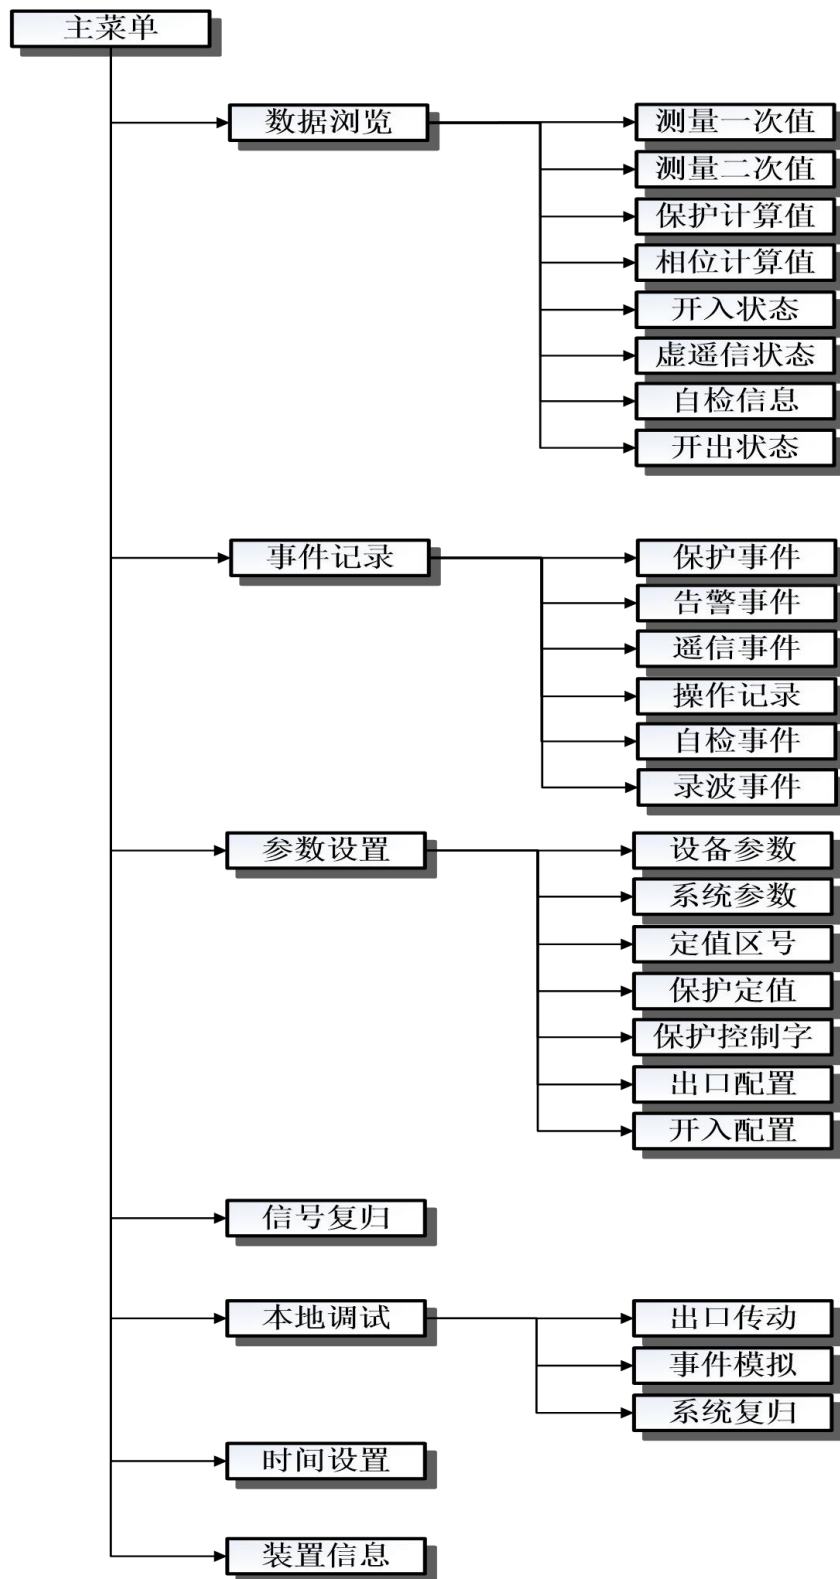 主菜单
数据浏览
测量一次值
测量二次值
保护计算值
相位计算值
开入状态
虚遥信状态
自检信息
开出状态
事件记录
保护事件
告警事件
遥信事件
操作记录
自检事件
录波事件
参数设置
设备参数
系统参数
定值区号
保护定值
保护控制字
出口配置
开入配置
信号复归
本地调试
出口传动
事件模拟
系统复归
时间设置
装置信息